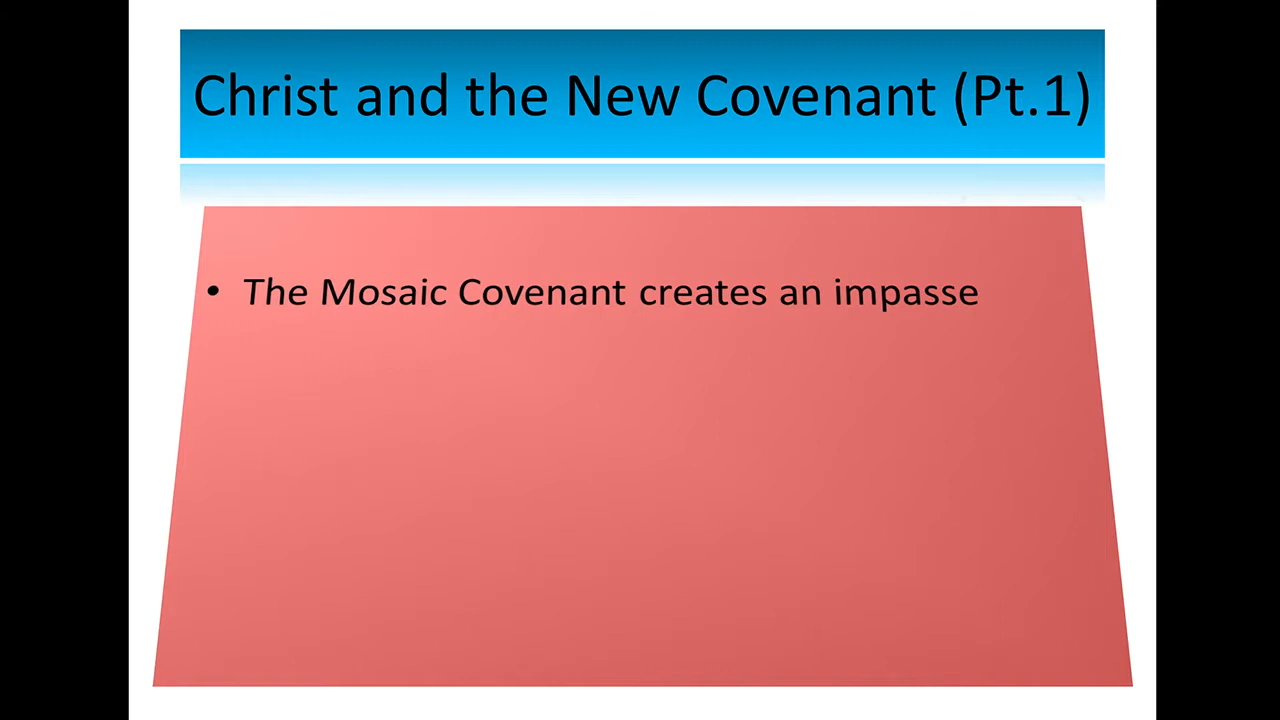 Christ and the New Covenant (Pt.1)
• The Mosaic Covenant creates an impasse